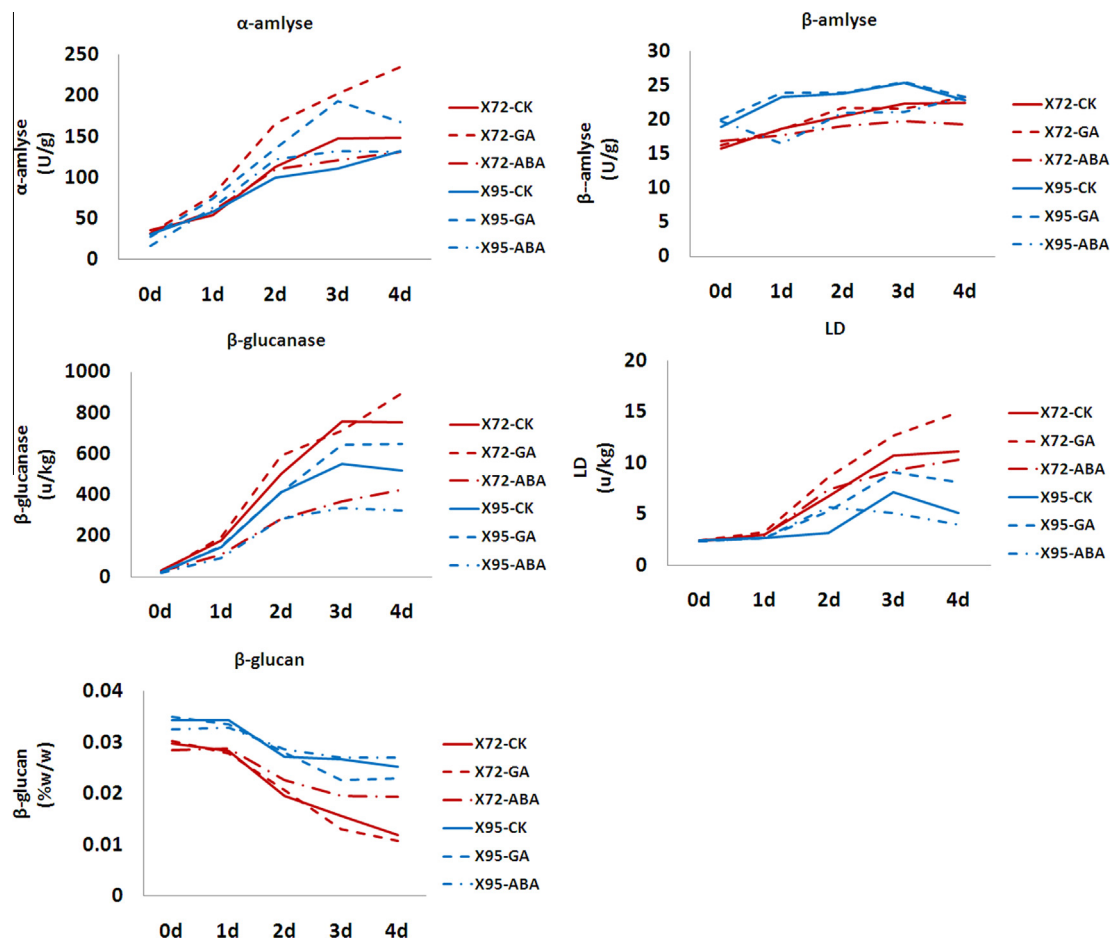 α-amlyse
α-amlyse
(U/g)
250
200
150
100
50
0
0d 1d 2d 3d 4d
X72-CK
X72-GA
X72-ABA
X95-CK
X95-GA
X95-ABA
β-amlyse
β--amlyse
(U/g)
30
25
20
15
10
5
0
0d 1d 2d 3d 4d
X72-CK
X72-GA
X72-ABA
X95-CK
X95-GA
X95-ABA
β-glucanase
β-glucanase
(u/kg)
1000
800
600
400
200
0
0d 1d 2d 3d 4d
X72-CK
X72-GA
X72-ABA
X95-CK
X95-GA
X95-ABA
LD
LD
(u/kg)
20
15
10
5
0
0d 1d 2d 3d 4d
X72-CK
X72-GA
X72-ABA
X95-CK
X95-GA
X95-ABA
β-glucan
β-glucan
(%w/w)
0.04
0.03
0.02
0.01
0
0d 1d 2d 3d 4d
X72-CK
X72-GA
X72-ABA
X95-CK
X95-GA
X95-ABA